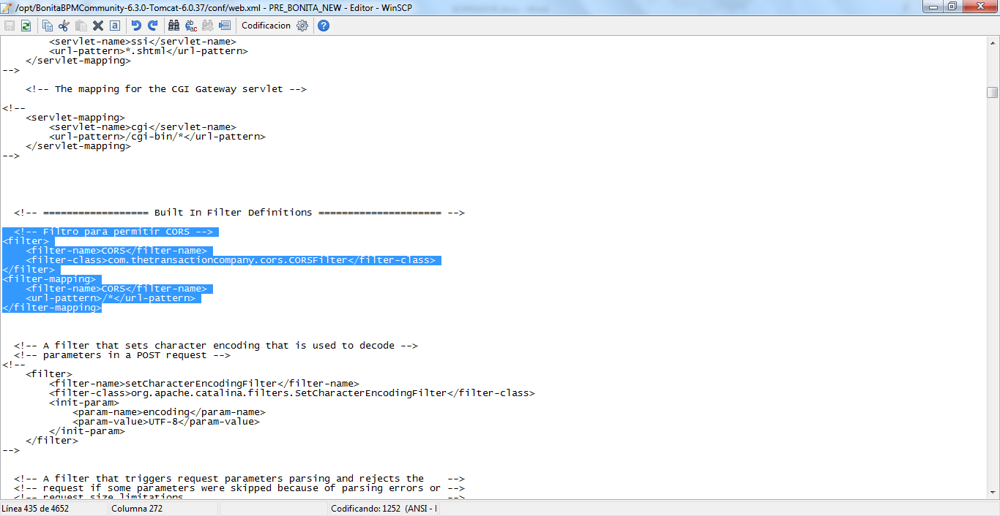 /opt/BonitaBPMCommunity-6.3.0-Tomcat-6.0.37/conf/web.xml - PRE_BONITA_NEW - Editor - WinSCP
Codificacion
<servlet-name>ssi</servlet-name>
<url-pattern>*.shtml</url-pattern>
</servlet-mapping>
-->
<!-- The mapping for the CGI Gateway servlet -->
<!--
<servlet-mapping>
<servlet-name>cgi</servlet-name>
<url-pattern>/cgi-bin/*</url-pattern>
</servlet-mapping>
-->
<!-- ================== Built In Filter Definitions ===================== -->
<!-- Filtro para permitir CORS -->
<filter>
<filter-name>CORS</filter-name>
<filter-class>com.thetransactioncompany.cors.CORSFilter</filter-class>
</filter>
<filter-mapping>
<filter-name>CORS</filter-name>
<url-pattern>/*</url-pattern>
</filter-mapping>
<!-- A filter that sets character encoding that is used to decode -->
<!-- parameters in a POST request -->
<!--
<filter>
<filter-name>setCharacterEncodingFilter</filter-name>
<filter-class>org.apache.catalina.filters.SetCharacterEncodingFilter</filter-class>
<init-param>
<param-name>encoding</param-name>
<param-value>UTF-8</param-value>
</init-param>
</filter>
-->
<!-- A filter that triggers request parameters parsing and rejects the -->
<!-- request if some parameters were skipped because of parsing errors or -->
<!-- request size limitations. -->
Línea 435 de 4652 Columna 272 Codificando: 1252 (ANSI - l